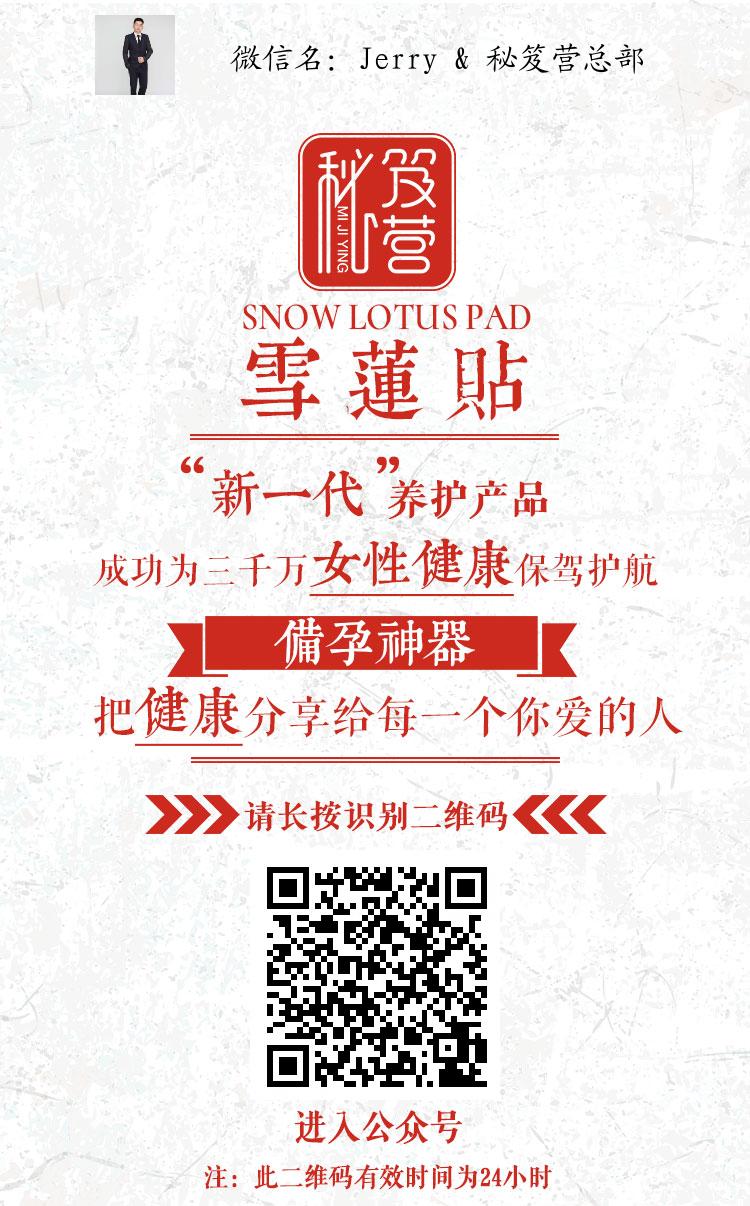 微信名：Jerry & 秘笈营总部
秘笈营
MI JI YING
SNOW LOTUS PAD
雪蓮貼
“新一代”养护产品
成功为三千万女性健康保驾护航
備孕神器
把健康分享给每一个你爱的人
请长按识别二维码
进入公众号
注：此二维码有效时间为24小时